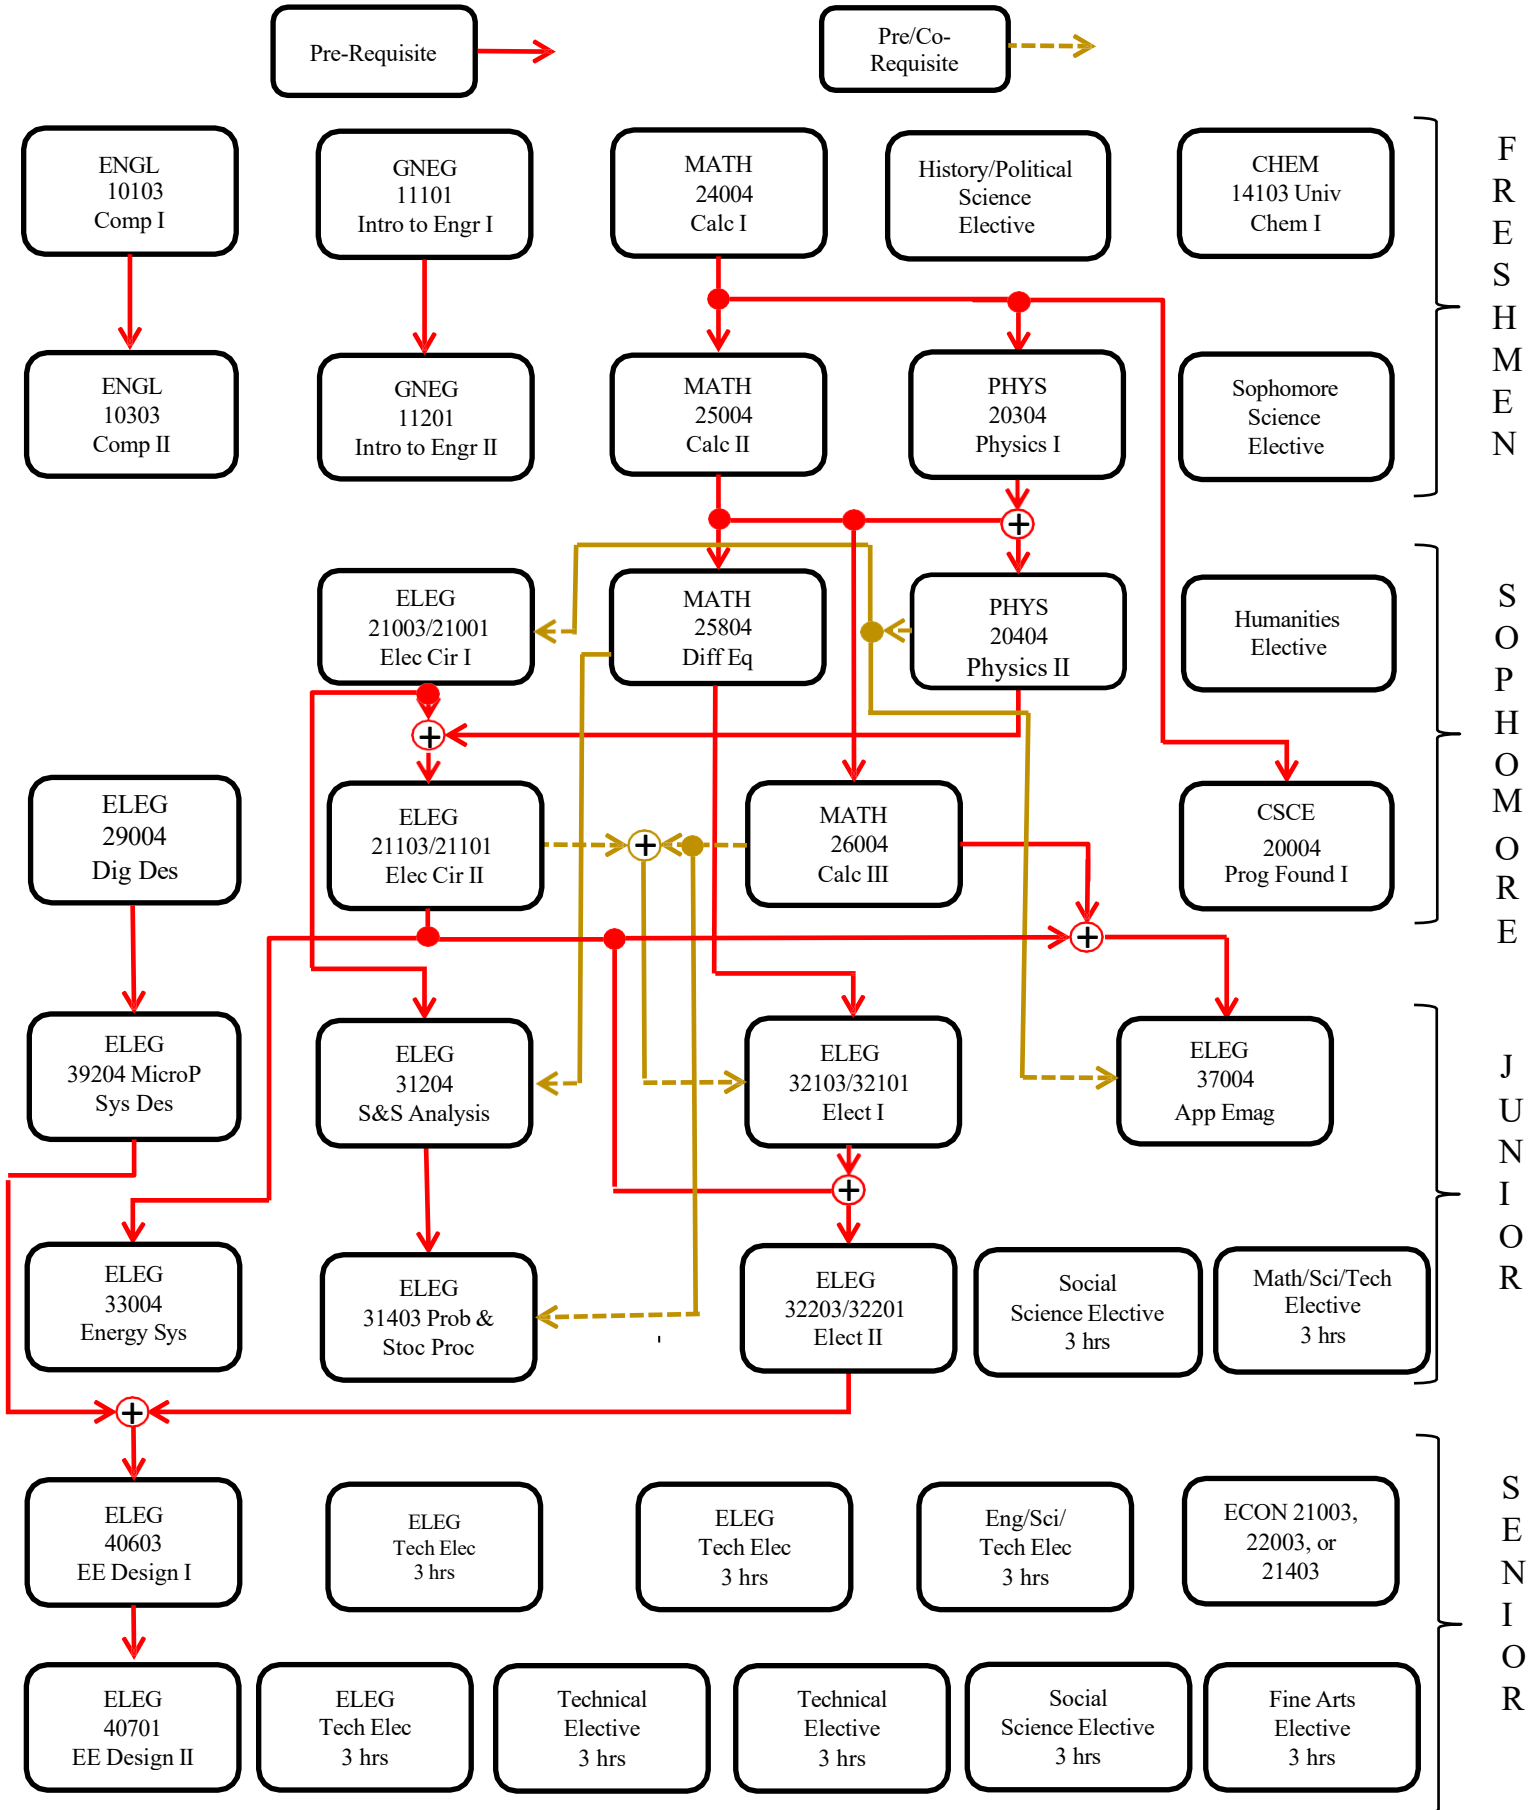 Pre-Requisite
Pre/Co-
Requisite
ENGL
10103
Comp I
GNEG
11101
Intro to Engr I
MATH
24004
Calc I
History/Political
Science
Elective
CHEM
14103 Univ
Chem I
ENGL
10303
Comp II
GNEG
11201
Intro to Engr II
MATH
25004
Calc II
PHYS
20304
Physics I
Sophomore
Science
Elective
F
R
E
S
H
M
E
N
+
ELEG
21003/21001
Elec Cir I
MATH
25804
Diff Eq
PHYS
20404
Physics II
Humanities
Elective
+
ELEG
29004
Dig Des
ELEG
21103/21101
Elec Cir II
+
MATH
26004
Calc III
CSCE
20004
Prog Found I
+
S
O
P
H
O
M
O
R
E
ELEG
39204 MicroP
Sys Des
ELEG
31204
S&S Analysis
ELEG
32103/32101
Elect I
ELEG
37004
App Emag
+
ELEG
33004
Energy Sys
ELEG
31403 Prob &
Stoc Proc
'
ELEG
32203/32201
Elect II
Social
Science Elective
3 hrs
Math/Sci/Tech
Elective
3 hrs
J
U
N
I
O
R
+
ELEG
40603
EE Design I
ELEG
Tech Elec
3 hrs
ELEG
Tech Elec
3 hrs
Eng/Sci/
Tech Elec
3 hrs
ECON 21003,
22003, or
21403
ELEG
40701
EE Design II
ELEG
Tech Elec
3 hrs
Technical
Elective
3 hrs
Technical
Elective
3 hrs
Social
Science Elective
3 hrs
Fine Arts
Elective
3 hrs
S
E
N
I
O
R